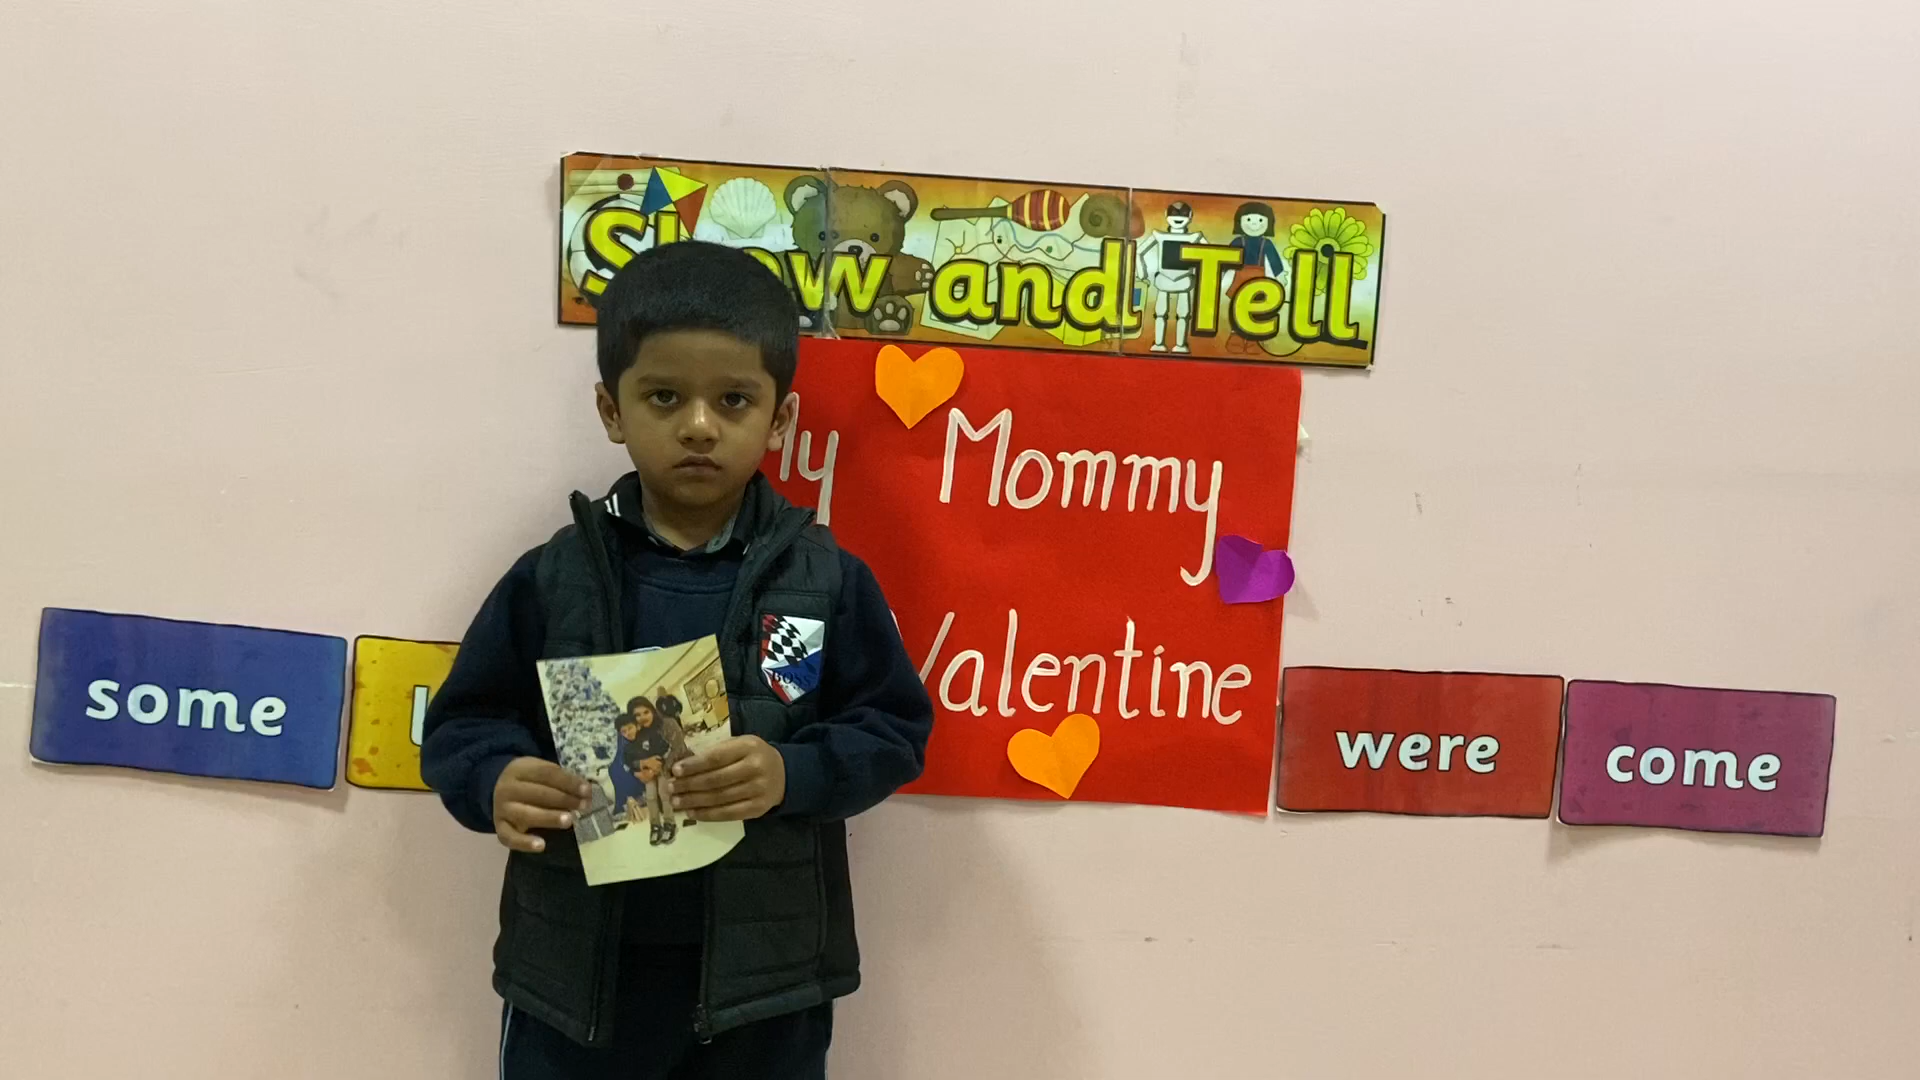 Show and Tell
My Mommy
Valentine
some
were
come